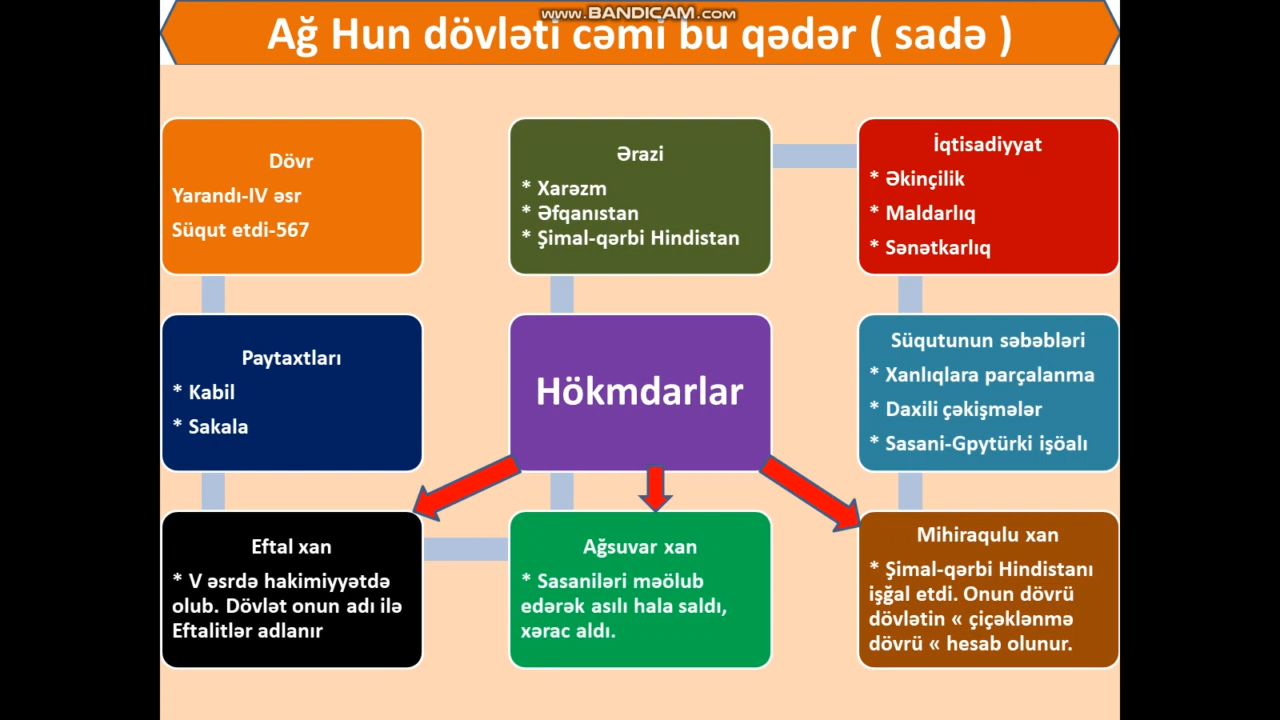 www.BANDICAM.com
Ağ Hun dövləti cəmi bu qədər ( sadə )
Dövr
Yarandı-IV əsr
Süqut etdi-567
Ərazi
* Xarəzm
* Əfqanıstan
* Şimal-qərbi Hindistan
İqtisadiyyat
* Əkinçilik
* Maldarlıq
* Sənətkarlıq
Paytaxtları
* Kabil
* Sakala
Hökmdarlar
Süqutunun səbəbləri
* Xanlıqlara parçalanma
* Daxili çəkişmələr
* Sasani-Gpytürki işöalı
Eftal xan
* V əsrdə hakimiyyətdə
olub. Dövlət onun adı ilə
Eftalitlər adlanır
Ağsuvar xan
* Sasaniləri məölub
edərək asılı hala saldı,
xərac aldı.
Mihiraqulu xan
* Şimal-qərbi Hindistanı
işğal etdi. Onun dövrü
dövlətin « çiçəklənmə
dövrü « hesab olunur.